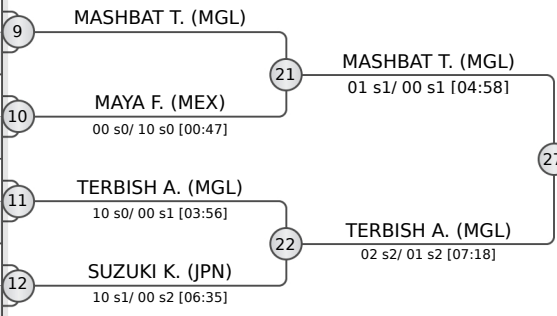 MASHBAT T. (MGL)
9
MASHBAT T. (MGL)
21
01 s1/ 00 s1 [04:58]
MAYA F. (MEX)
10
00 s0/ 10 s0 [00:47]
27
TERBISH A. (MGL)
11
10 s0/ 00 s1 [03:56]
TERBISH A. (MGL)
22
02 s2/ 01 s2 [07:18]
SUZUKI K. (JPN)
12
10 s1/ 00 s2 [06:35]